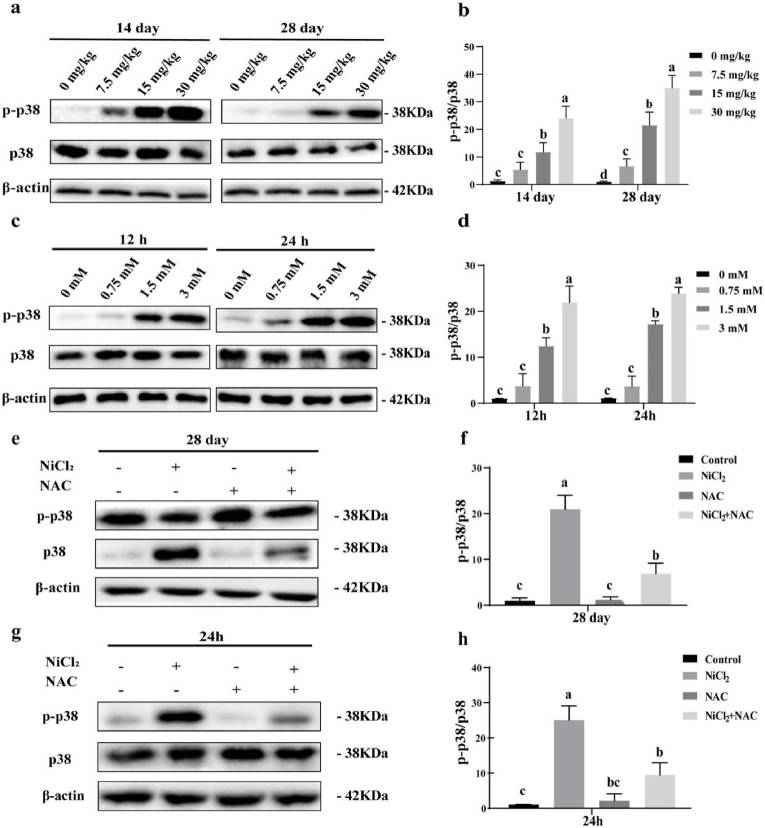 a
14 day
28 day
0 mg/kg
7.5 mg/kg
15 mg/kg
30 mg/kg
0 mg/kg
7.5 mg/kg
15 mg/kg
30 mg/kg
p-p38
- 38KDa
p38
- 38KDa
β-actin
- 42KDa
b
p-p38/p38
50
40
30
20
10
0
c
c
b
a
d
c
b
a
14 day
28 day
0 mg/kg
7.5 mg/kg
15 mg/kg
30 mg/kg
c
12 h
24 h
0 mM
0.75 mM
1.5 mM
3 mM
0 mM
0.75 mM
1.5 mM
3 mM
p-p38
- 38KDa
p38
- 38KDa
β-actin
- 42KDa
d
p-p38/p38
30
20
10
0
c
c
b
a
c
c
b
a
12h
24h
0 mM
0.75 mM
1.5 mM
3 mM
e
28 day
NiCl₂ - + - +
NAC - - + +
p-p38
- 38KDa
p38
- 38KDa
β-actin
- 42KDa
f
p-p38/p38
30
20
10
0
c
a
c
b
28 day
Control
NiCl₂
NAC
NiCl₂+NAC
g
24h
NiCl₂ - + - +
NAC - - + +
p-p38
- 38KDa
p38
- 38KDa
β-actin
- 42KDa
h
p-p38/p38
40
30
20
10
0
c
a
bc
b
24h
Control
NiCl₂
NAC
NiCl₂+NAC